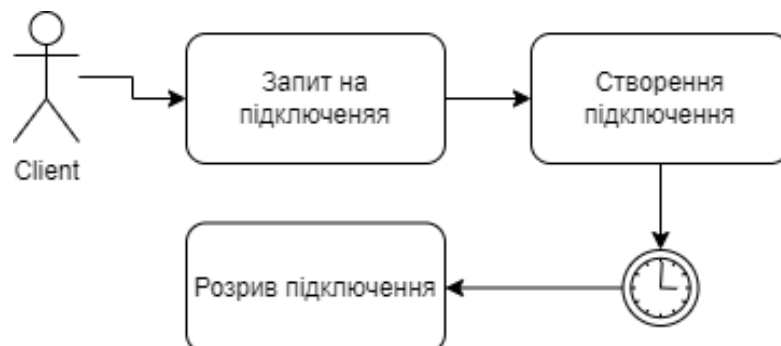 Запит на
підключеняя
Створення
підключення
Client
Розрив підключення